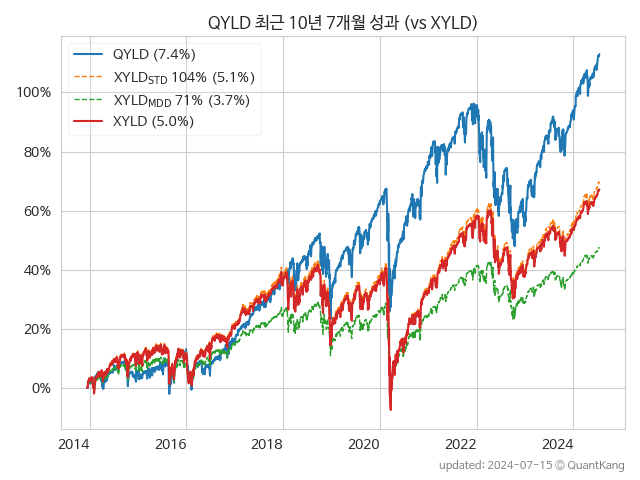 QYLD 최근 10년 7개월 성과 (vs XYLD)
QYLD (7.4%)
XYLD_STD 104% (5.1%)
XYLD_MDD 71% (3.7%)
XYLD (5.0%)
100%
80%
60%
40%
20%
0%
2014 2016 2018 2020 2022 2024
updated: 2024-07-15 © QuantKang